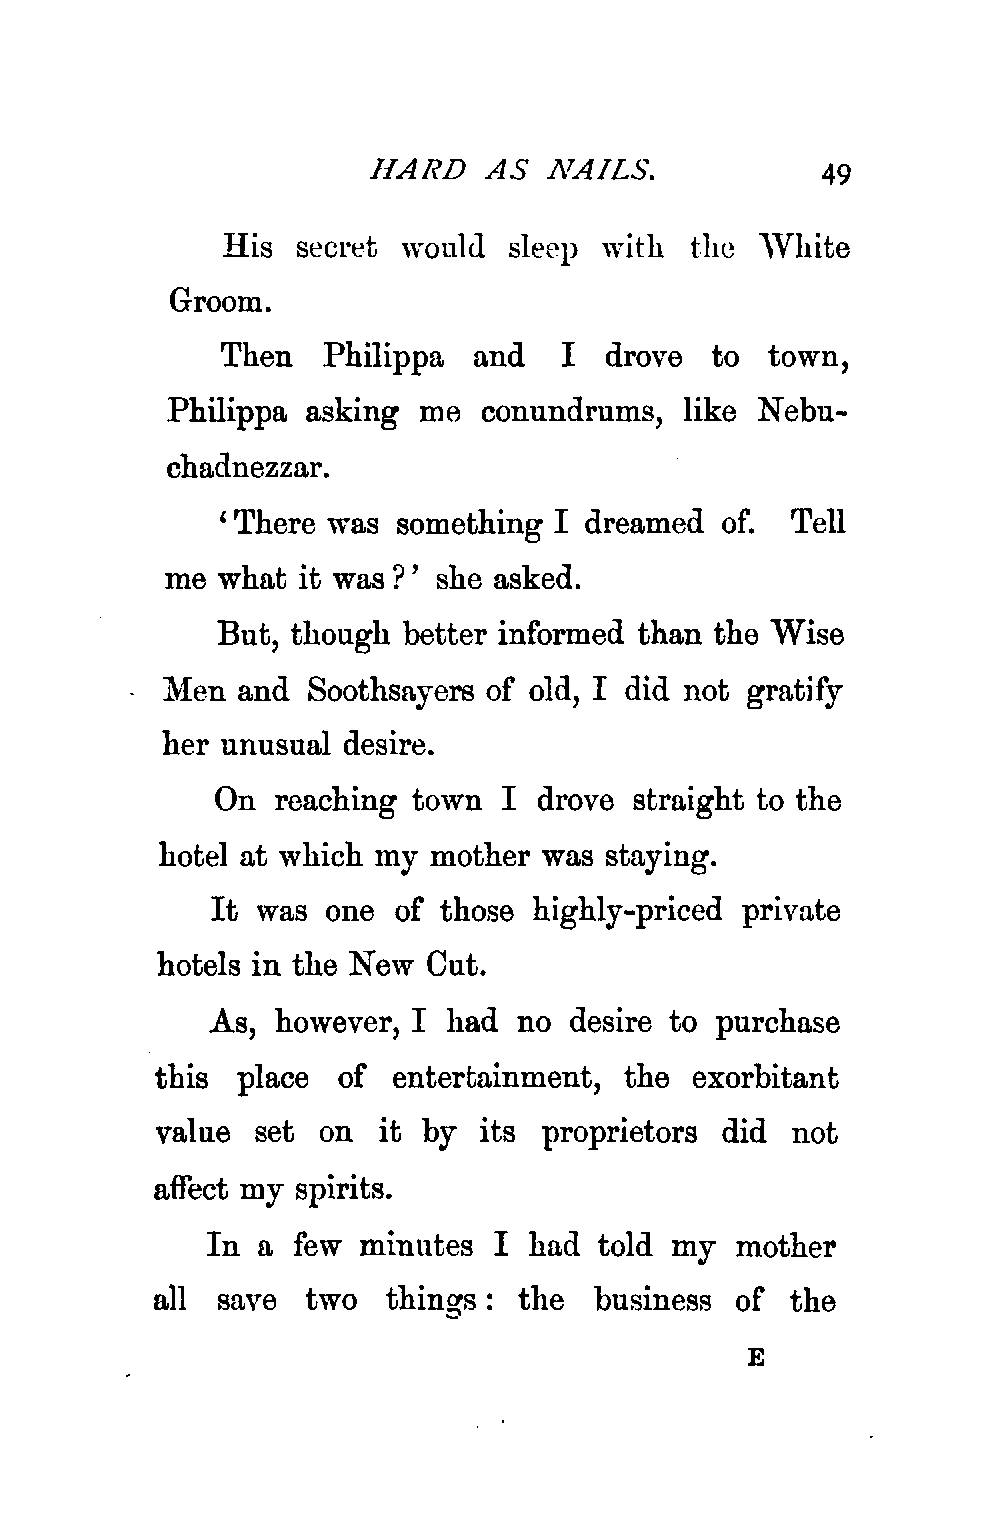 HARD AS NAILS. 49
His secret would sleep with the White
Groom.
Then Philippa and I drove to town,
Philippa asking me conundrums, like Nebu-
chadnezzar.
‘There was something I dreamed of. Tell
me what it was?’ she asked.
But, though better informed than the Wise
Men and Soothsayers of old, I did not gratify
her unusual desire.
On reaching town I drove straight to the
hotel at which my mother was staying.
It was one of those highly-priced private
hotels in the New Cut.
As, however, I had no desire to purchase
this place of entertainment, the exorbitant
value set on it by its proprietors did not
affect my spirits.
In a few minutes I had told my mother
all save two things: the business of the
E